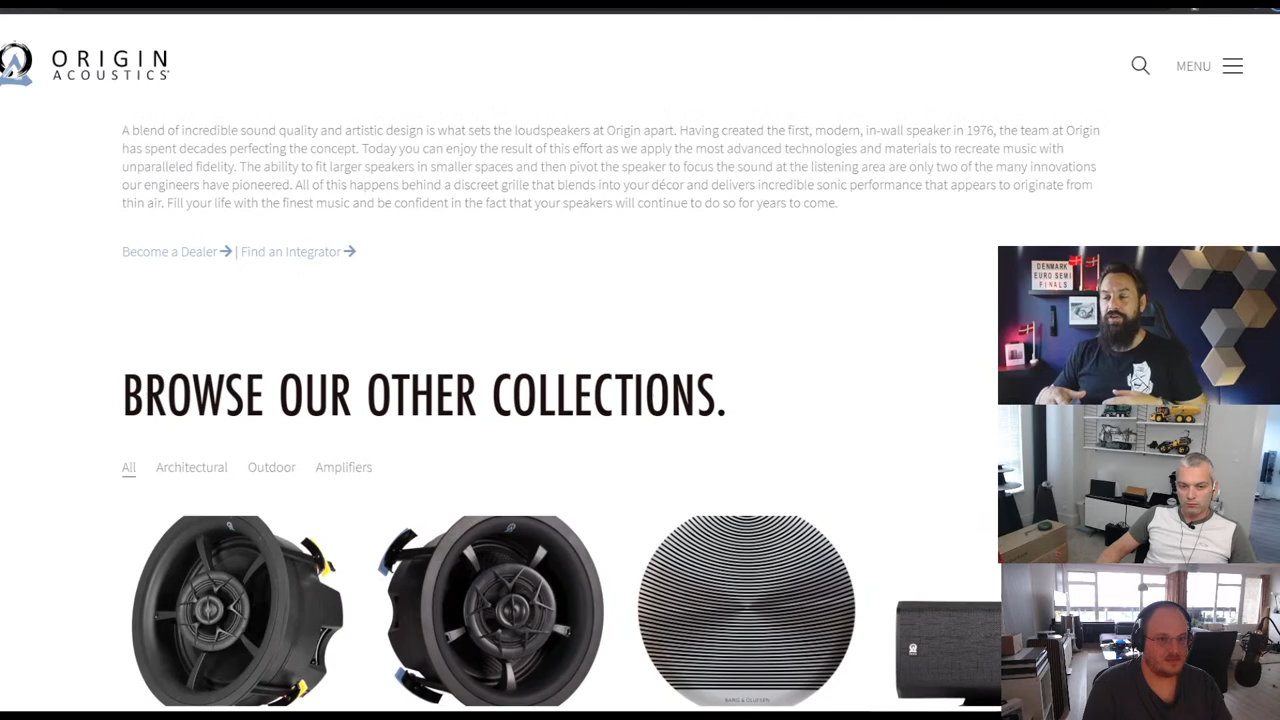 ORIGIN
ACOUSTICS
MENU
A blend of incredible sound quality and artistic design is what sets the loudspeakers at Origin apart. Having created the first, modern, in-wall speaker in 1976, the team at Origin
has spent decades perfecting the concept. Today you can enjoy the result of this effort as we apply the most advanced technologies and materials to recreate music with
unparalleled fidelity. The ability to fit larger speakers in smaller spaces and then pivot the speaker to focus the sound at the listening area are only two of the many innovations
our engineers have pioneered. All of this happens behind a discreet grille that blends into your décor and delivers incredible sonic performance that appears to originate from
thin air. Fill your life with the finest music and be confident in the fact that your speakers will continue to do so for years to come.
Become a Dealer → | Find an Integrator →
DENMARK
EURO SEMI
FINALS
BROWSE OUR OTHER COLLECTIONS.
All Architectural Outdoor Amplifiers
BANG & OLUFSEN